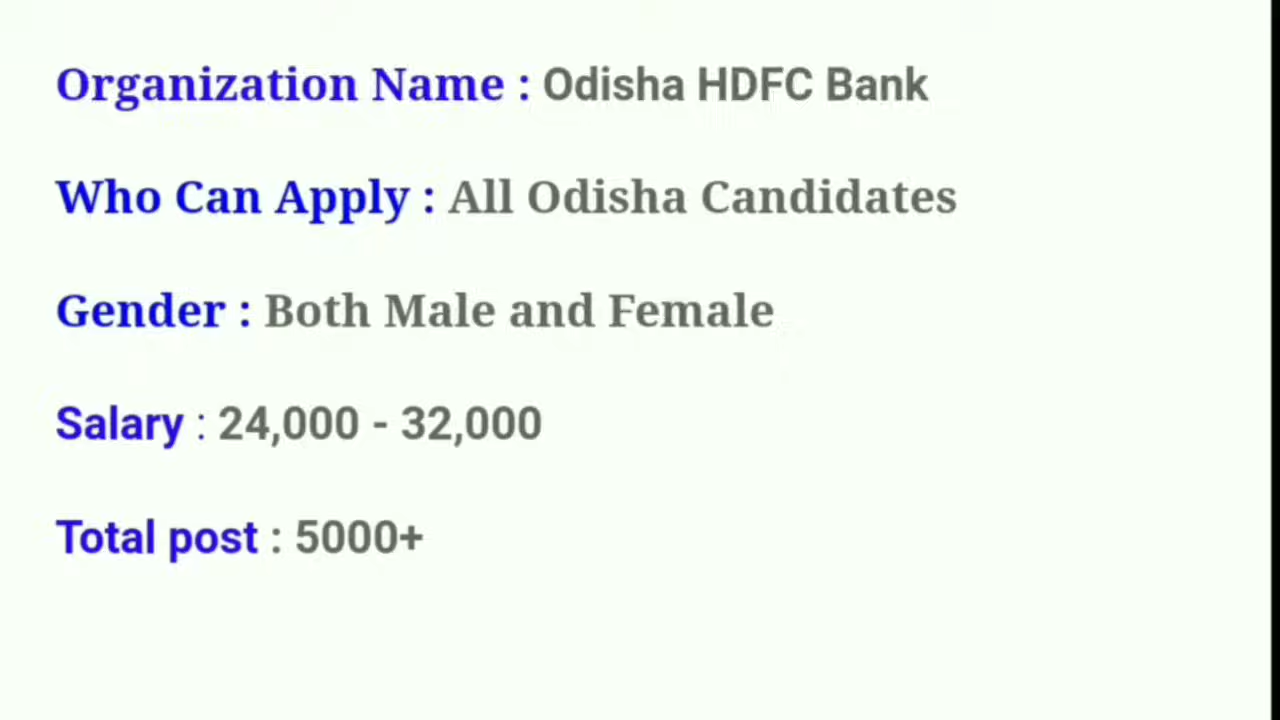 Organization Name : Odisha HDFC Bank
Who Can Apply : All Odisha Candidates
Gender : Both Male and Female
Salary : 24,000 - 32,000
Total post : 5000+